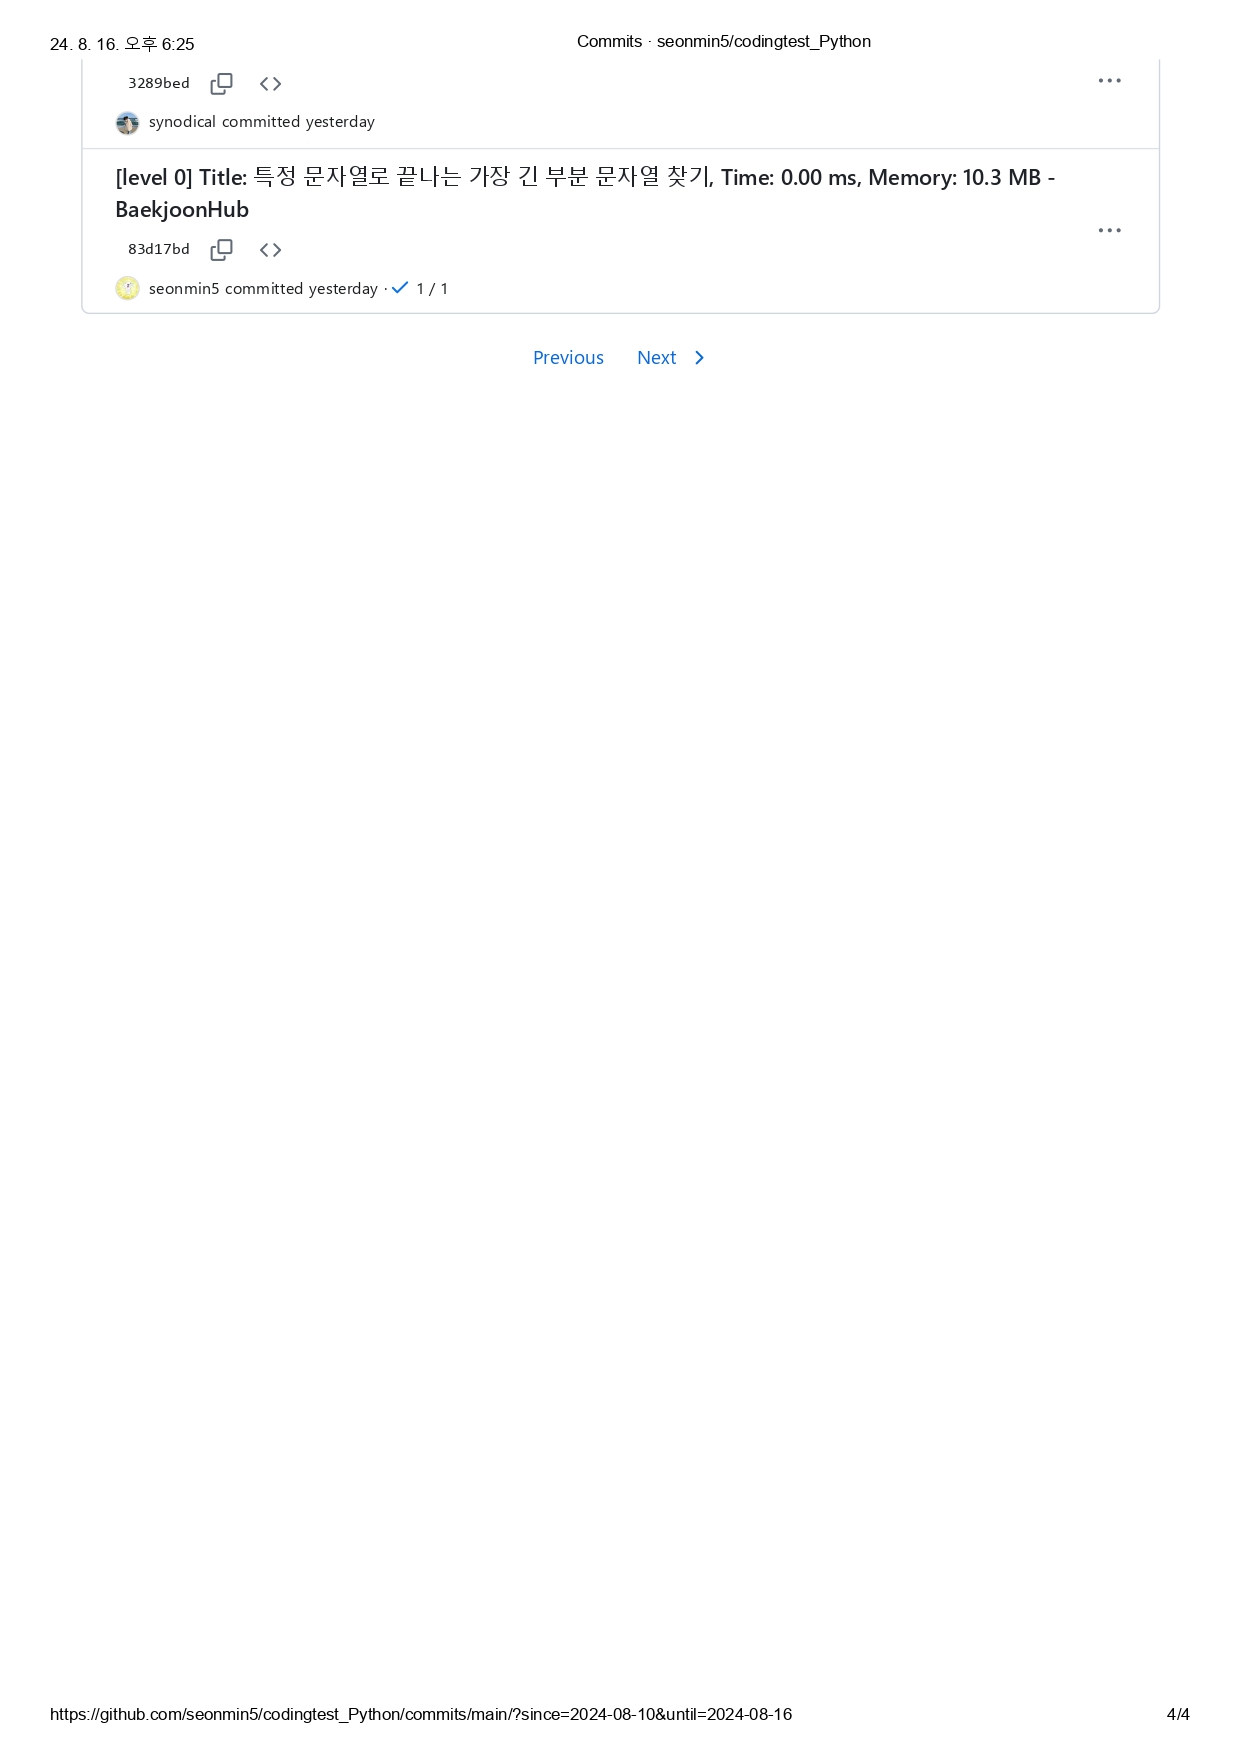 24. 8. 16. 오후 6:25
Commits · seonmin5/codingtest_Python
3289bed
synodical committed yesterday
[level 0] Title: 특정 문자열로 끝나는 가장 긴 부분 문자열 찾기, Time: 0.00 ms, Memory: 10.3 MB -
BaekjoonHub
83d17bd
seonmin5 committed yesterday · 1 / 1
Previous Next
https://github.com/seonmin5/codingtest_Python/commits/main/?since=2024-08-10&until=2024-08-16
4/4